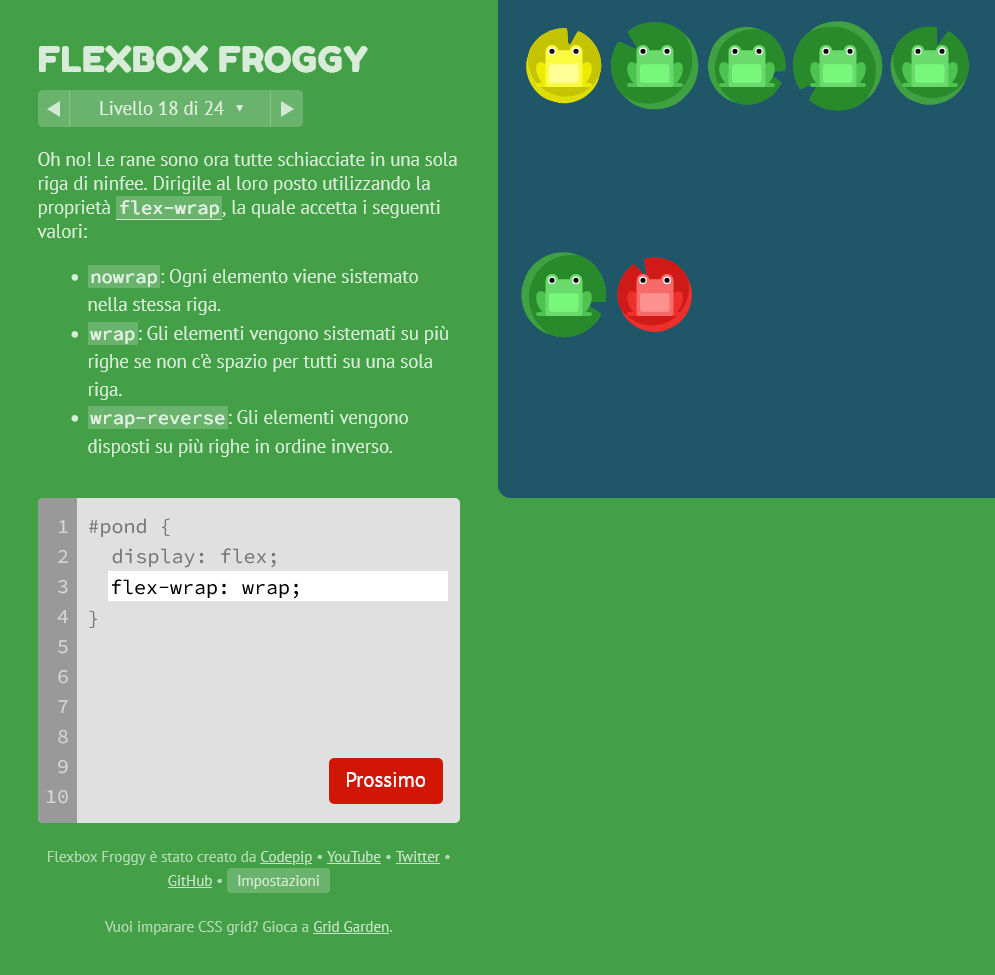 FLEXBOX FROGGY
Livello 18 di 24 ▼
Oh no! Le rane sono ora tutte schiacciate in una sola
riga di ninfee. Dirigile al loro posto utilizzando la
proprietà flex-wrap, la quale accetta i seguenti
valori:
• nowrap: Ogni elemento viene sistemato
nella stessa riga.
• wrap: Gli elementi vengono sistemati su più
righe se non c'è spazio per tutti su una sola
riga.
• wrap-reverse: Gli elementi vengono
disposti su più righe in ordine inverso.
1 #pond {
2 display: flex;
3 flex-wrap: wrap;
4 }
5
6
7
8
9
10
Prossimo
Flexbox Froggy è stato creato da Codepip • YouTube • Twitter •
GitHub • Impostazioni
Vuoi imparare CSS grid? Gioca a Grid Garden.